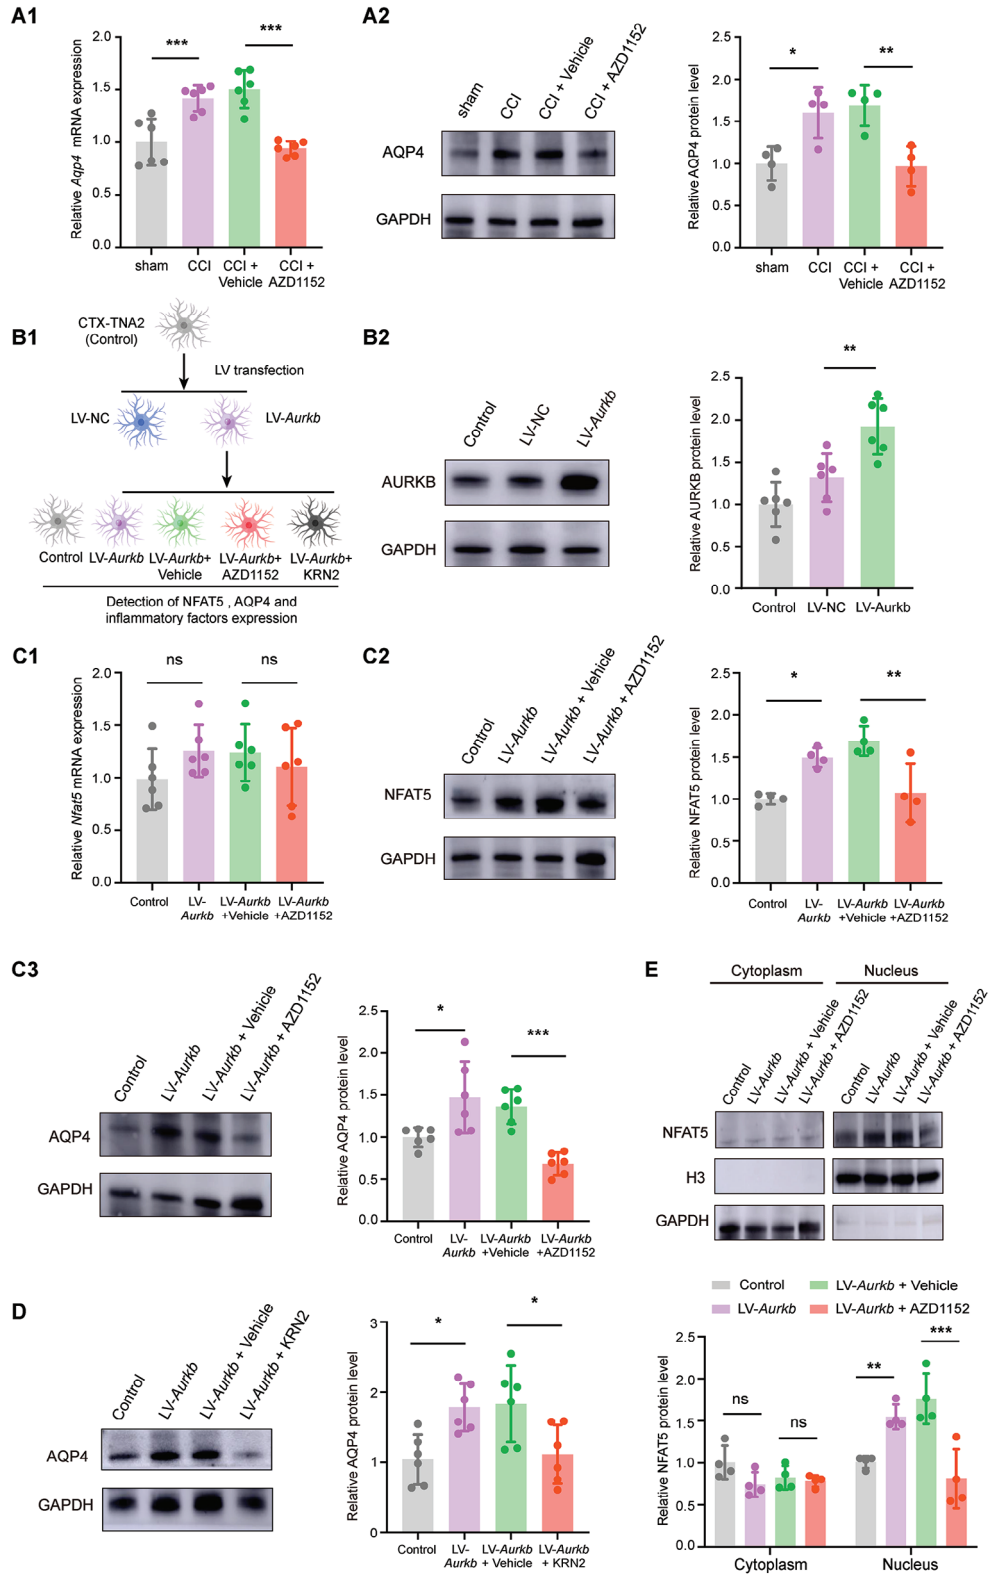 A1
Relative Aqp4 mRNA expression
2.0
1.5
1.0
0.5
0.0
***
***
sham
CCI
CCI +
Vehicle
CCI +
AZD1152
A2
sham
CCI
CCI + Vehicle
CCI + AZD1152
AQP4
GAPDH
Relative AQP4 protein level
2.5
2.0
1.5
1.0
0.5
0.0
*
**
sham
CCI
CCI +
Vehicle
CCI +
AZD1152
B1
CTX-TNA2
(Control)
LV transfection
LV-NC
LV-Aurkb
Control
LV-Aurkb
LV-Aurkb+
Vehicle
LV-Aurkb+
AZD1152
LV-Aurkb+
KRN2
Detection of NFAT5 , AQP4 and
inflammatory factors expression
B2
Control
LV-NC
LV-Aurkb
AURKB
GAPDH
Relative AURKB protein level
2.5
2.0
1.5
1.0
0.5
0.0
**
Control
LV-NC
LV-Aurkb
C1
Relative Nfat5 mRNA expression
2.0
1.5
1.0
0.5
0.0
ns
ns
Control
LV-
Aurkb
LV-Aurkb
+Vehicle
LV-Aurkb
+AZD1152
C2
Control
LV-Aurkb
LV-Aurkb + Vehicle
LV-Aurkb + AZD1152
NFAT5
GAPDH
Relative NFAT5 protein level
2.5
2.0
1.5
1.0
0.5
0.0
*
**
Control
LV-
Aurkb
LV-Aurkb
+Vehicle
LV-Aurkb
+AZD1152
C3
Control
LV-Aurkb
LV-Aurkb + Vehicle
LV-Aurkb + AZD1152
AQP4
GAPDH
Relative AQP4 protein level
2.5
2.0
1.5
1.0
0.5
0.0
*
***
Control
LV-
Aurkb
LV-Aurkb
+Vehicle
LV-Aurkb
+AZD1152
E
Cytoplasm
Nucleus
Control
LV-Aurkb
LV-Aurkb + Vehicle
LV-Aurkb + AZD1152
Control
LV-Aurkb
LV-Aurkb + Vehicle
LV-Aurkb + AZD1152
NFAT5
H3
GAPDH
Control
LV-Aurkb + Vehicle
LV-Aurkb
LV-Aurkb + AZD1152
Relative NFAT5 protein level
2.5
2.0
1.5
1.0
0.5
0.0
ns
ns
**
***
Cytoplasm
Nucleus
D
Control
LV-Aurkb
LV-Aurkb + Vehicle
LV-Aurkb + KRN2
AQP4
GAPDH
Relative AQP4 protein level
3
2
1
0
*
*
Control
LV-
Aurkb
LV-Aurkb
+ Vehicle
LV-Aurkb
+ KRN2